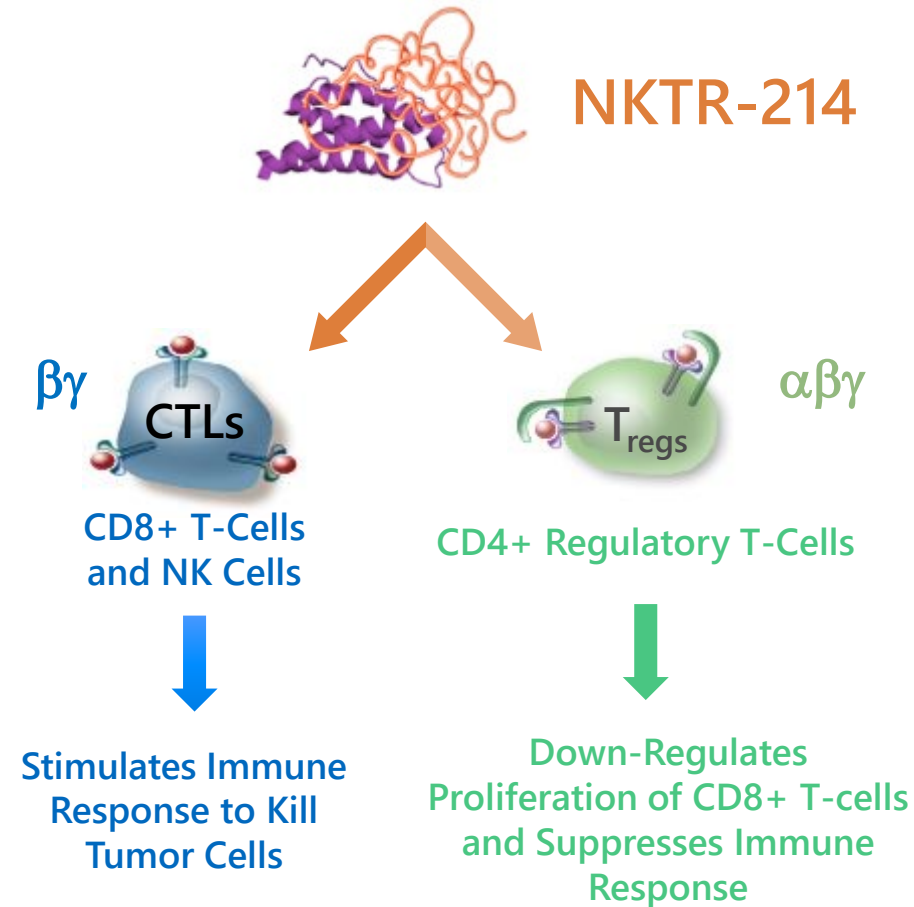 NKTR-214
βγ
CTLs
Tregs
αβγ
CD8+ T-Cells
and NK Cells
CD4+ Regulatory T-Cells
Stimulates Immune
Response to Kill
Tumor Cells
Down-Regulates
Proliferation of CD8+ T-cells
and Suppresses Immune
Response